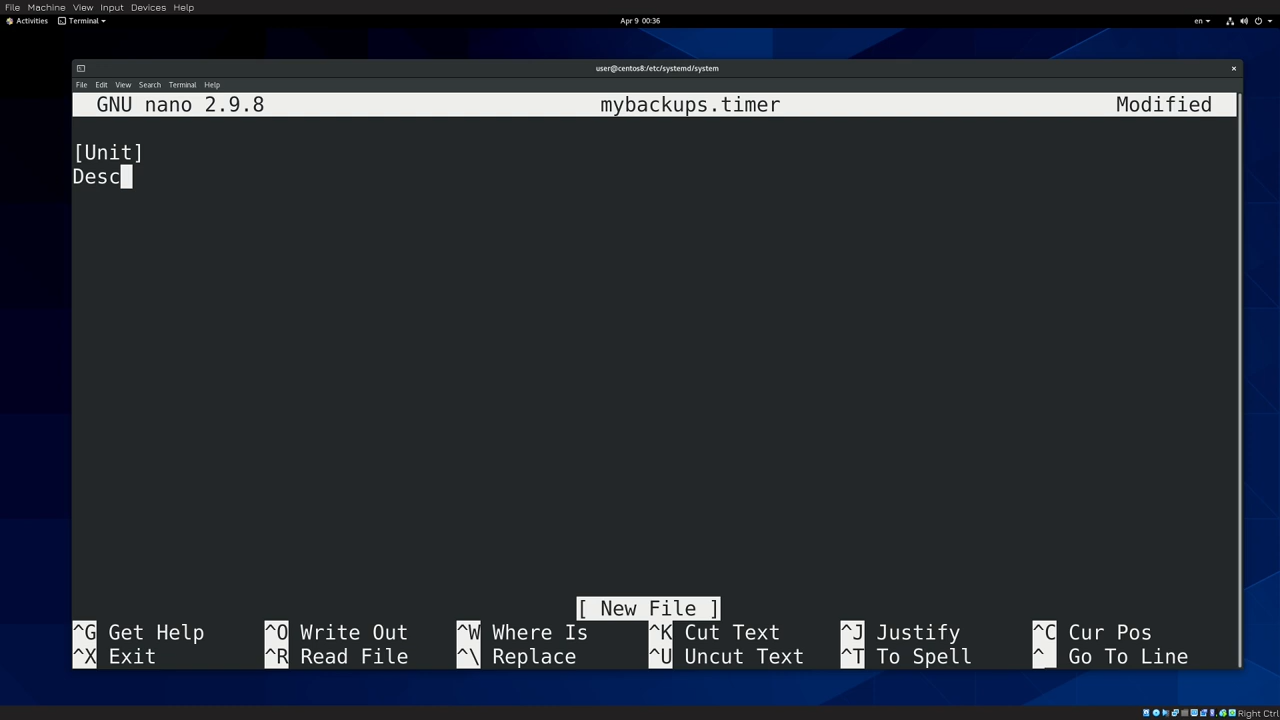 File Machine View Input Devices Help
Activities Terminal Apr 9 00:36 en
user@centos8:/etc/systemd/system ×
File Edit View Search Terminal Help
GNU nano 2.9.8 mybackups.timer Modified
[Unit]
Desc
[ New File ]
^G Get Help ^O Write Out ^W Where Is ^K Cut Text ^J Justify ^C Cur Pos
^X Exit ^R Read File ^\ Replace ^U Uncut Text ^T To Spell ^_ Go To Line
Right Ctrl